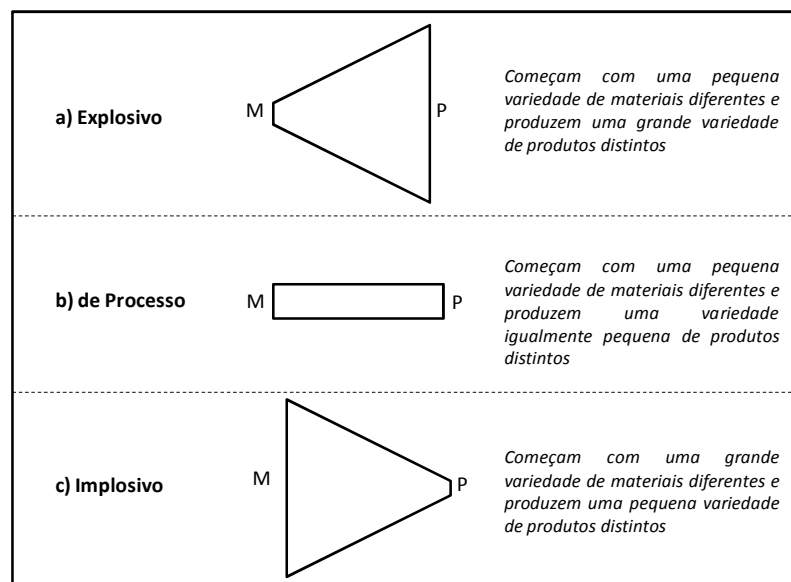 a) Explosivo
M
P
Começam com uma pequena
variedade de materiais diferentes e
produzem uma grande variedade
de produtos distintos
b) de Processo
M
P
Começam com uma pequena
variedade de materiais diferentes e
produzem uma variedade
igualmente pequena de produtos
distintos
c) Implosivo
M
P
Começam com uma grande
variedade de materiais diferentes e
produzem uma pequena variedade
de produtos distintos